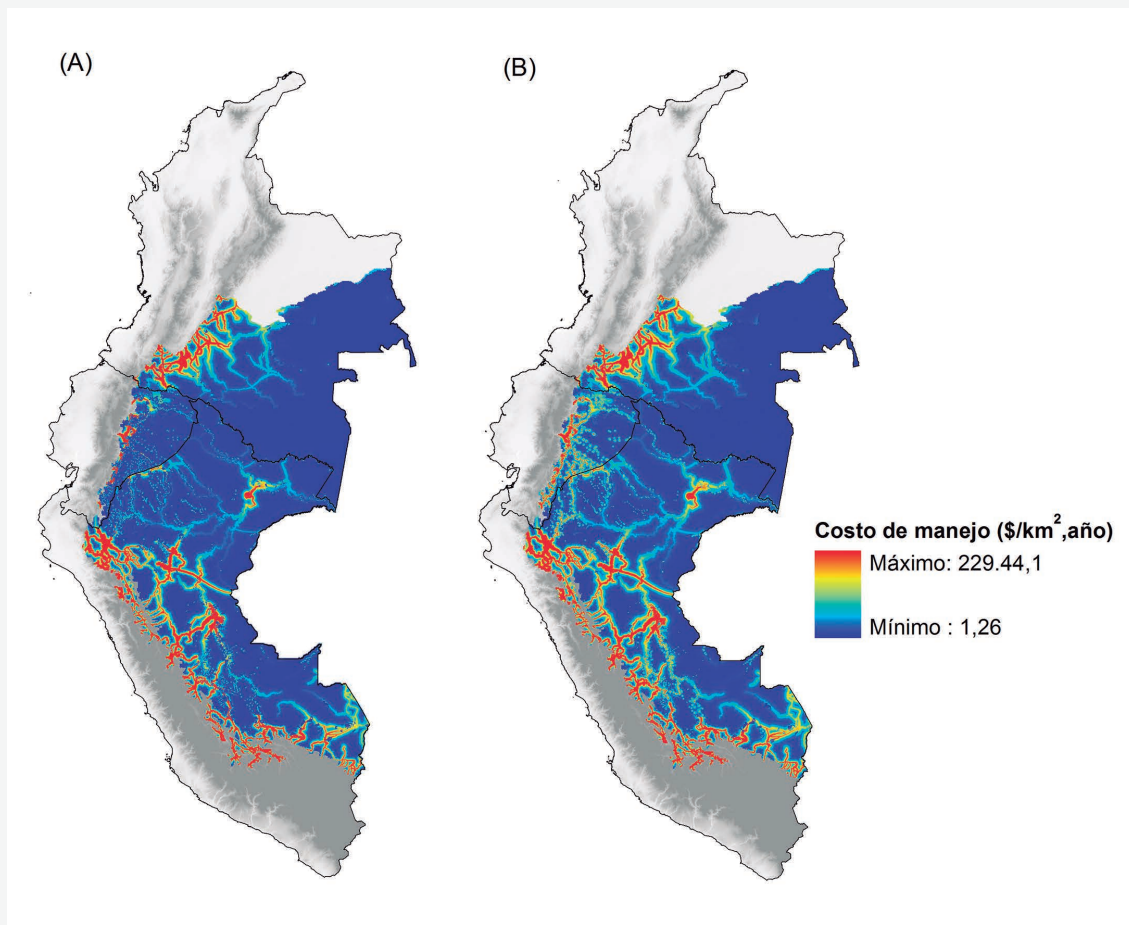 (A)
(B)
Costo de manejo ($/km²,año)
Máximo: 229.44,1
Mínimo : 1,26